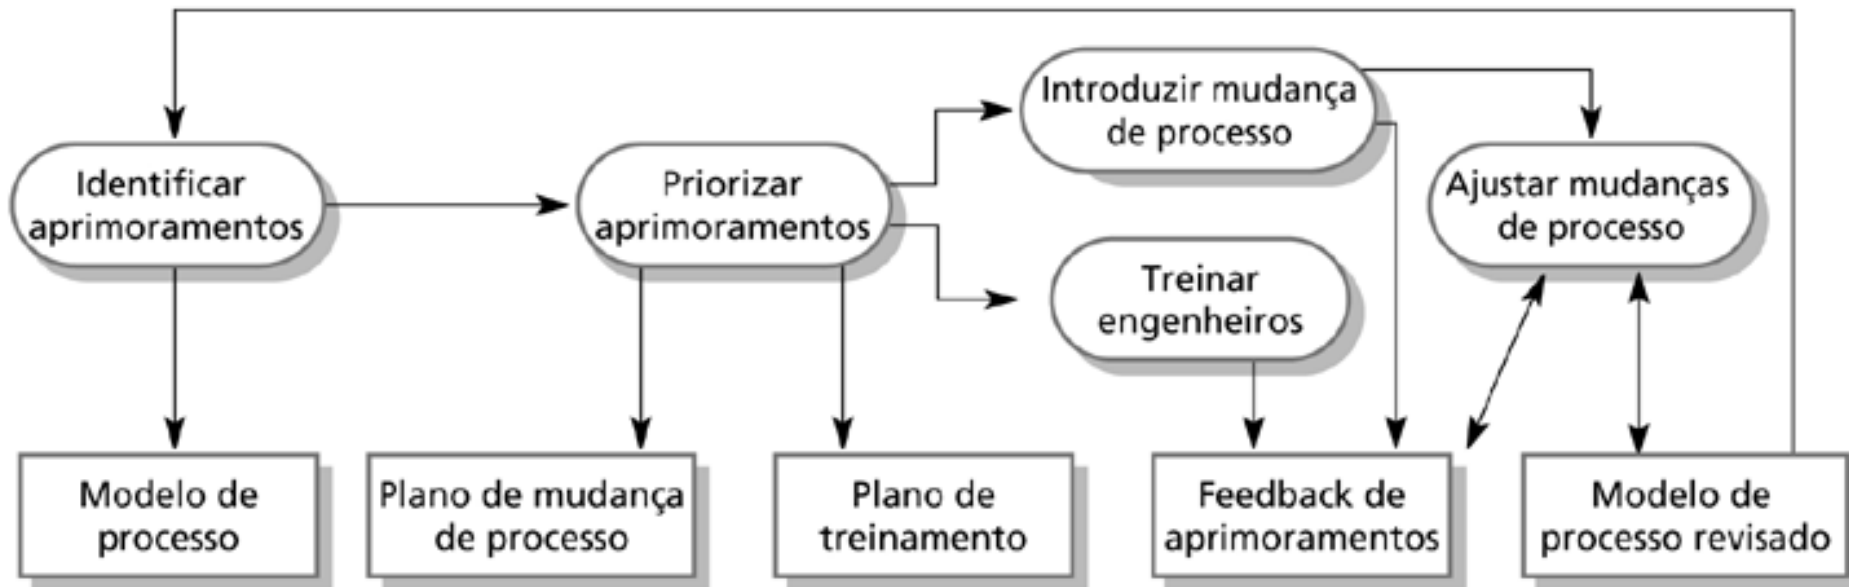 Introduzir mudança
de processo
Identificar
aprimoramentos
Priorizar
aprimoramentos
Ajustar mudanças
de processo
Treinar
engenheiros
Modelo de
processo
Plano de mudança
de processo
Plano de
treinamento
Feedback de
aprimoramentos
Modelo de
processo revisado